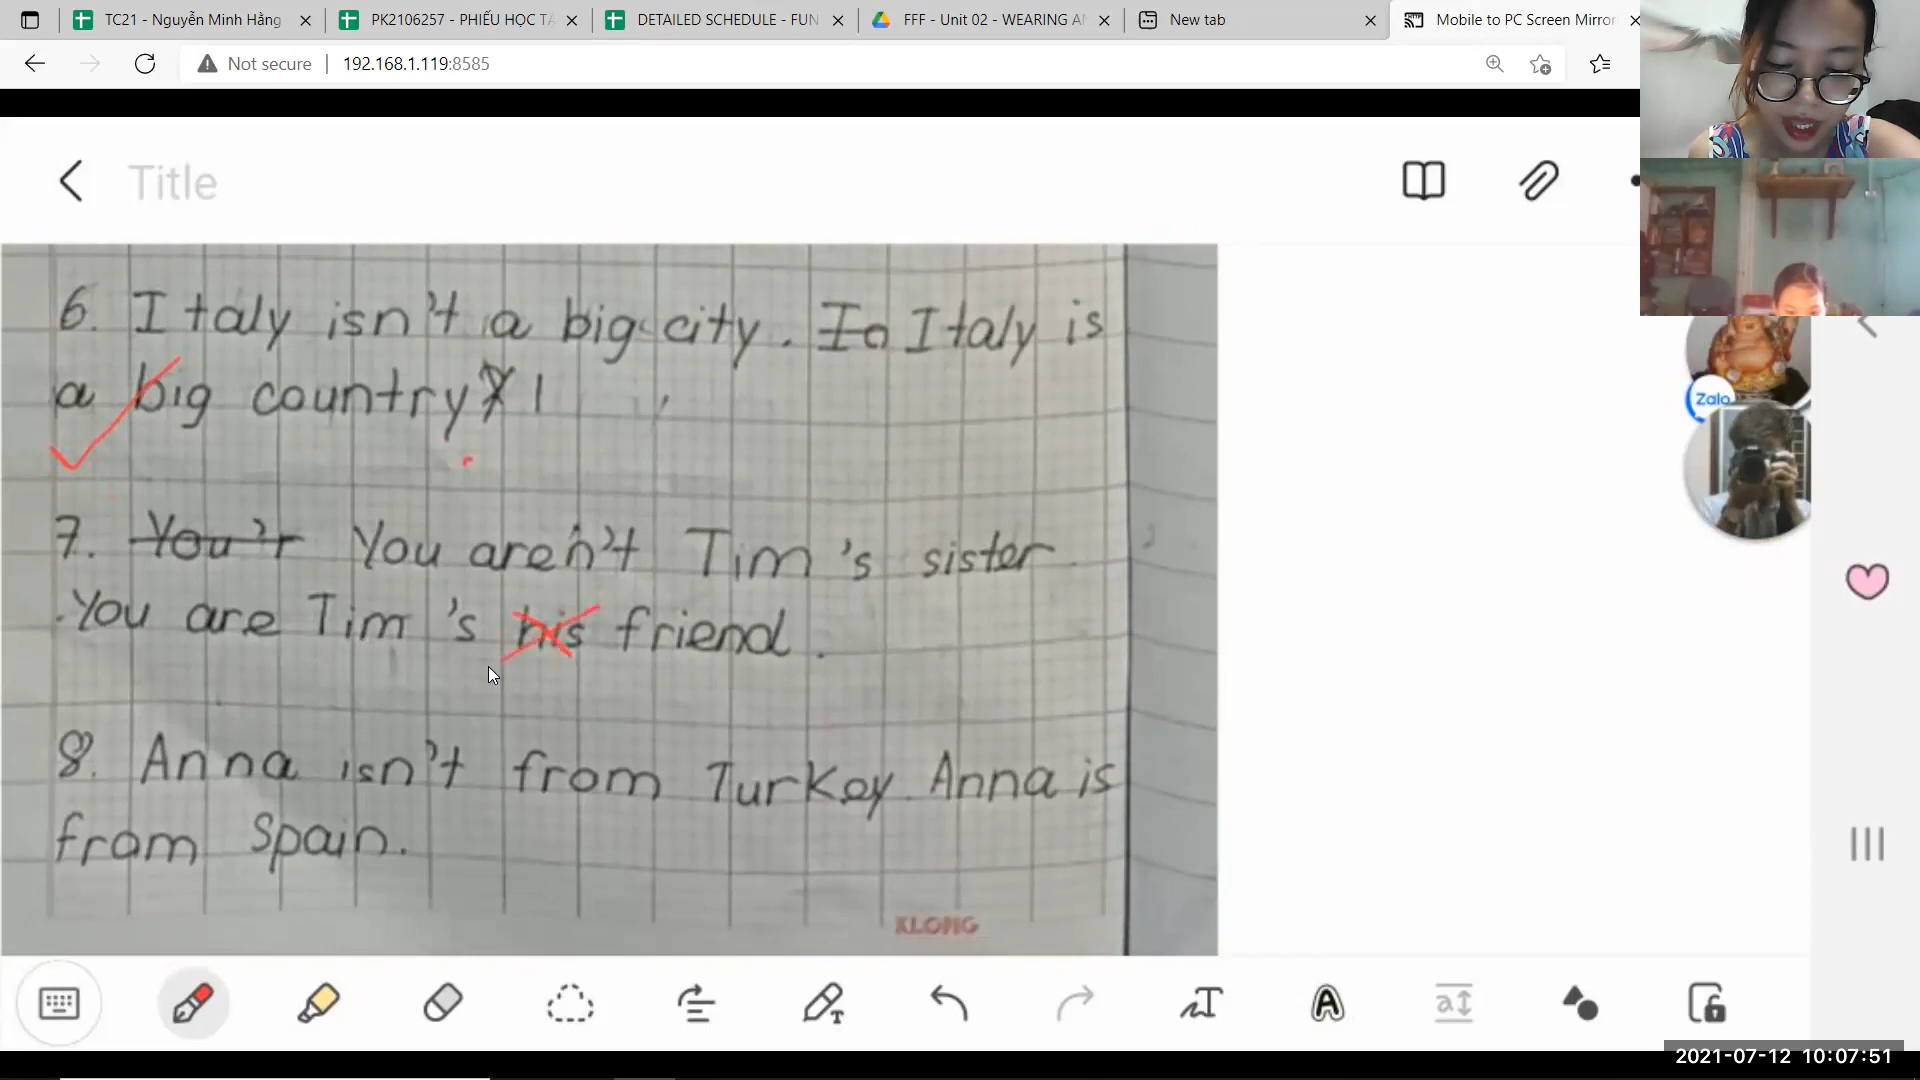 TC21 - Nguyễn Minh Hằng
PK2106257 - PHIẾU HỌC TẬ
DETAILED SCHEDULE - FUN
FFF - Unit 02 - WEARING AN
New tab
Mobile to PC Screen Mirror
Not secure
192.168.1.119:8585
Title
6. Italy isn't a big city. Italy is
a big country
7. You'r You aren't Tim's sister
.You are Tim's his friend.
8. Anna isn't from Turkey. Anna is
from Spain.
KLONG
Zalo
2021-07-12 10:07:51